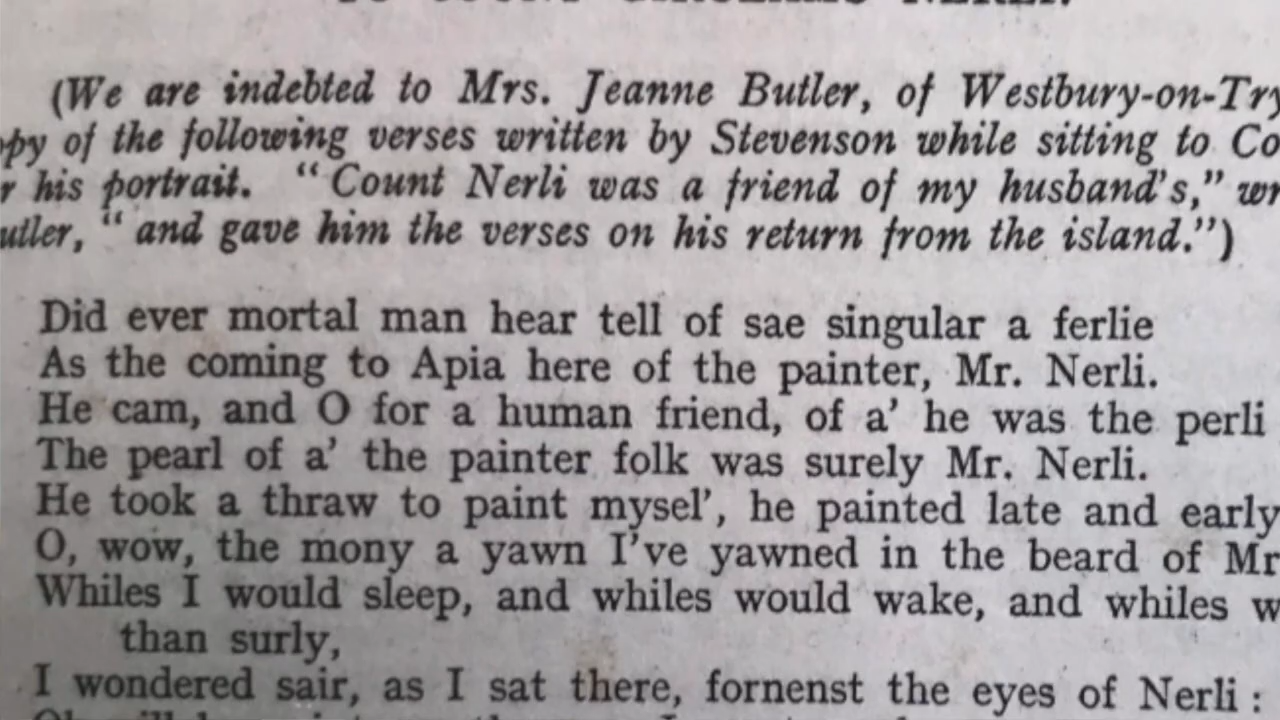 (We are indebted to Mrs. Jeanne Butler, of Westbury-on-Try
py of the following verses written by Stevenson while sitting to Co
r his portrait. “Count Nerli was a friend of my husband's,” wr
utler, “and gave him the verses on his return from the island.”)
Did ever mortal man hear tell of sae singular a ferlie
As the coming to Apia here of the painter, Mr. Nerli.
He cam, and O for a human friend, of a' he was the perli
The pearl of a' the painter folk was surely Mr. Nerli.
He took a thraw to paint mysel', he painted late and early
O, wow, the mony a yawn I've yawned in the beard of Mr
Whiles I would sleep, and whiles would wake, and whiles w
than surly,
I wondered sair, as I sat there, fornenst the eyes of Nerli :